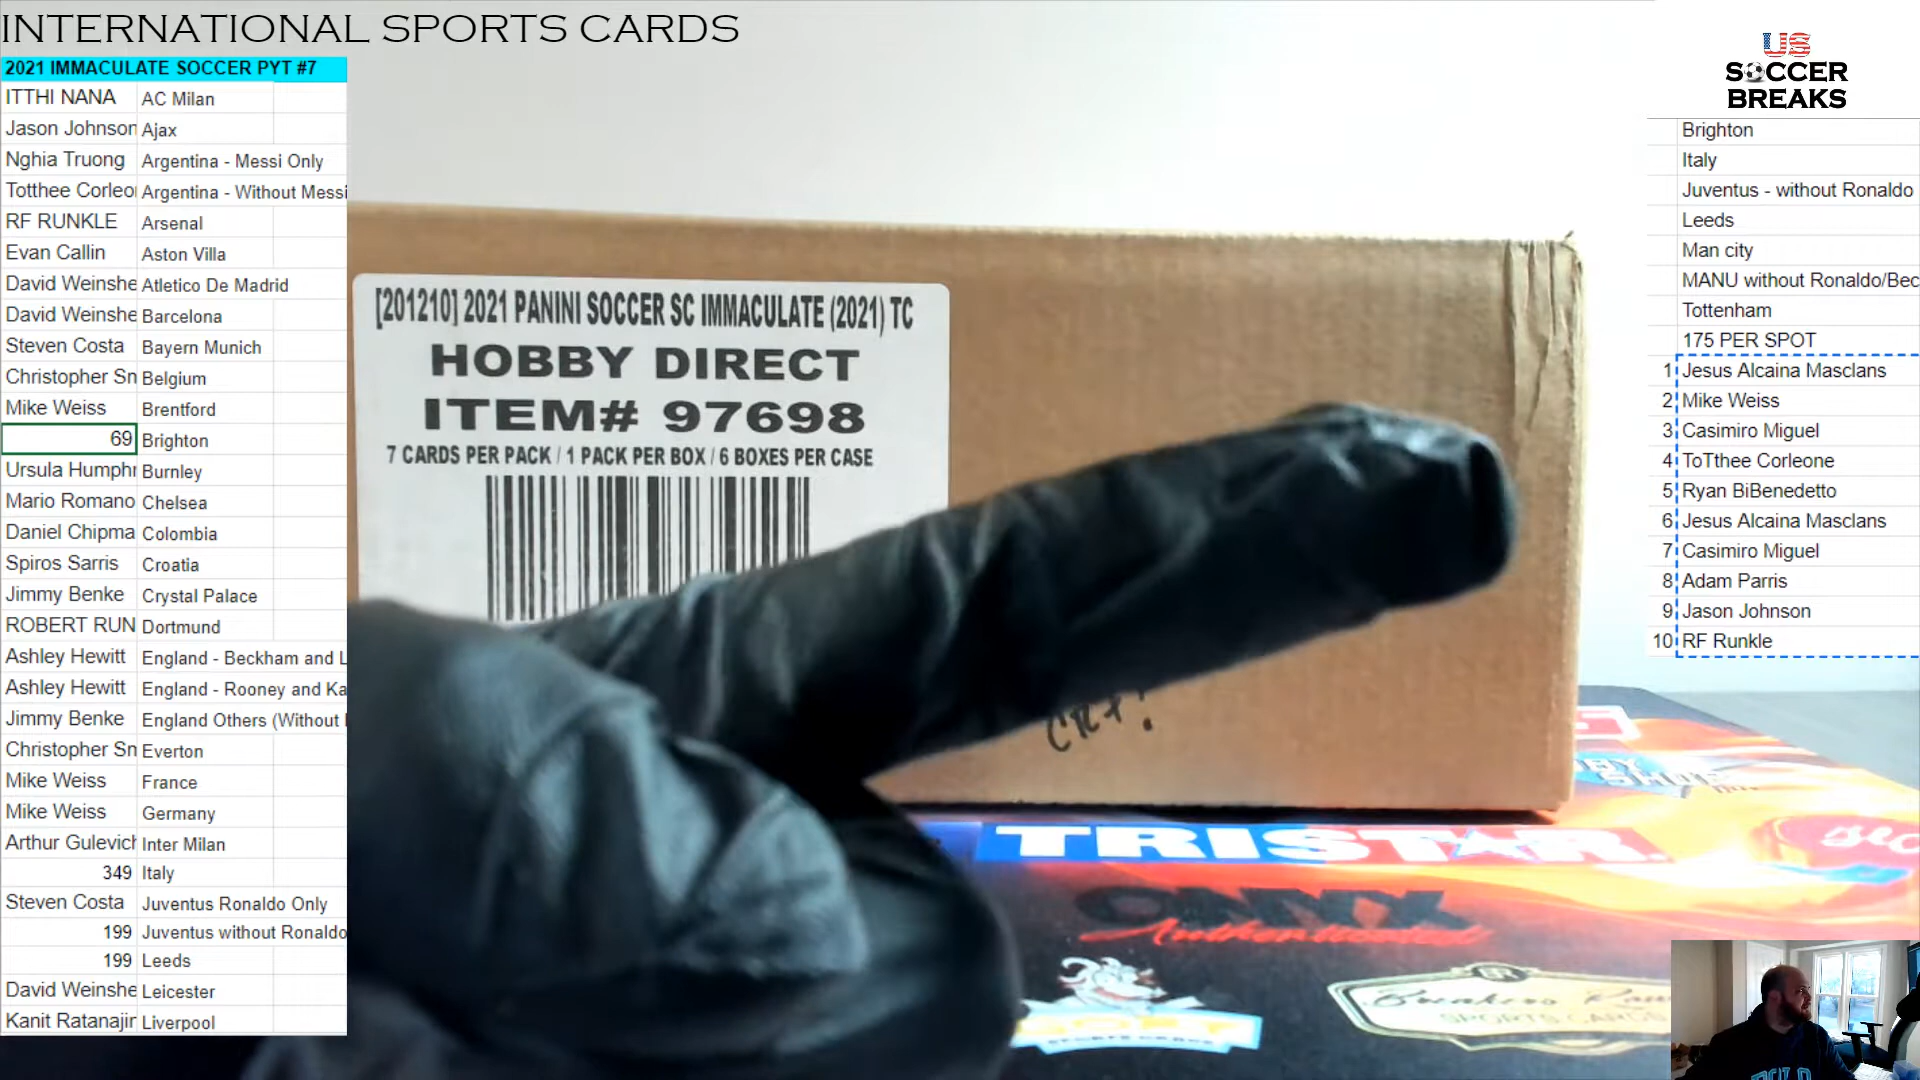 INTERNATIONAL SPORTS CARDS
2021 IMMACULATE SOCCER PYT #7
ITTHI NANA AC Milan
Jason Johnson Ajax
Nghia Truong Argentina - Messi Only
Totthee Corleo Argentina - Without Messi
RF RUNKLE Arsenal
Evan Callin Aston Villa
David Weinshe Atletico De Madrid
David Weinshe Barcelona
Steven Costa Bayern Munich
Christopher Sn Belgium
Mike Weiss Brentford
69 Brighton
Ursula Humphr Burnley
Mario Romano Chelsea
Daniel Chipma Colombia
Spiros Sarris Croatia
Jimmy Benke Crystal Palace
ROBERT RUN Dortmund
Ashley Hewitt England - Beckham and L
Ashley Hewitt England - Rooney and Ka
Jimmy Benke England Others (Without
Christopher Sn Everton
Mike Weiss France
Mike Weiss Germany
Arthur Gulevich Inter Milan
349 Italy
Steven Costa Juventus Ronaldo Only
199 Juventus without Ronaldo
199 Leeds
David Weinshe Leicester
Kanit Ratanajir Liverpool
[201210] 2021 PANINI SOCCER SC IMMACULATE (2021) TC
HOBBY DIRECT
ITEM# 97698
7 CARDS PER PACK / 1 PACK PER BOX / 6 BOXES PER CASE
TRISTAR
ONYX
Authenticated
SPORTS CARDS
US
SOCCER
BREAKS
Brighton
Italy
Juventus - without Ronaldo
Leeds
Man city
MANU without Ronaldo/Bec
Tottenham
175 PER SPOT
1 Jesus Alcaina Masclans
2 Mike Weiss
3 Casimiro Miguel
4 ToTthee Corleone
5 Ryan BiBenedetto
6 Jesus Alcaina Masclans
7 Casimiro Miguel
8 Adam Parris
9 Jason Johnson
10 RF Runkle